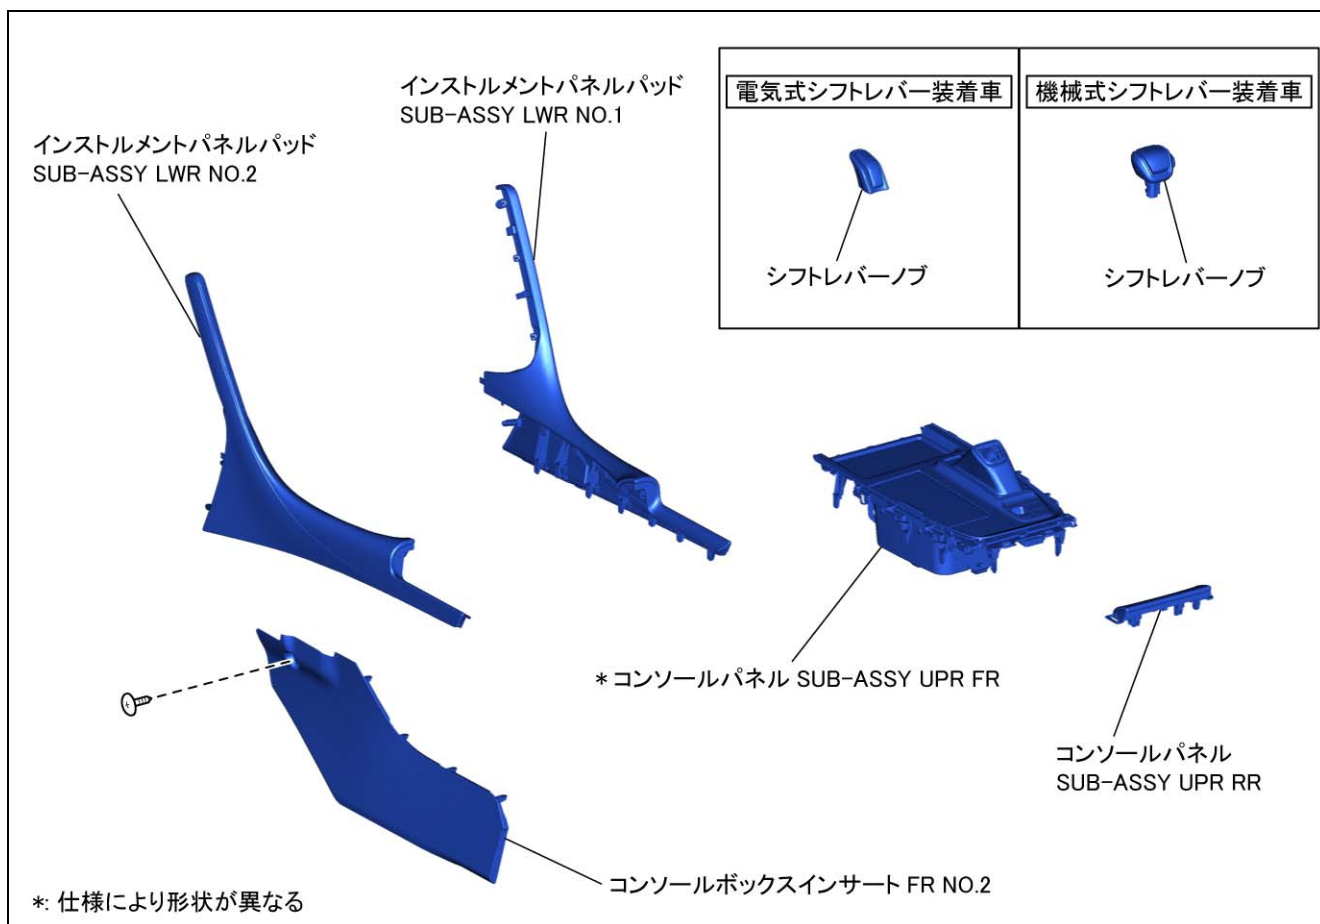 インストルメントパネルパッド
SUB-ASSY LWR NO.2
インストルメントパネルパッド
SUB-ASSY LWR NO.1
電気式シフトレバー装着車
機械式シフトレバー装着車
シフトレバーノブ
シフトレバーノブ
*コンソールパネル SUB-ASSY UPR FR
コンソールパネル
SUB-ASSY UPR RR
コンソールボックスインサート FR NO.2
*: 仕様により形状が異なる